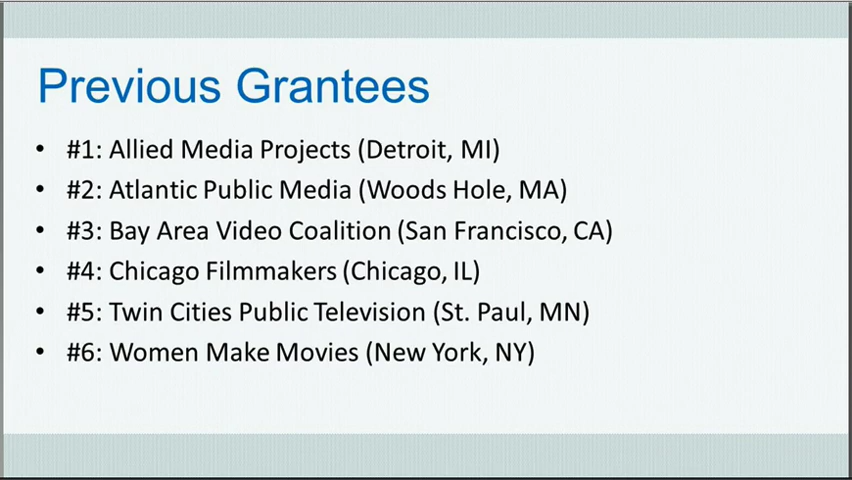 Previous Grantees
• #1: Allied Media Projects (Detroit, MI)
• #2: Atlantic Public Media (Woods Hole, MA)
• #3: Bay Area Video Coalition (San Francisco, CA)
• #4: Chicago Filmmakers (Chicago, IL)
• #5: Twin Cities Public Television (St. Paul, MN)
• #6: Women Make Movies (New York, NY)